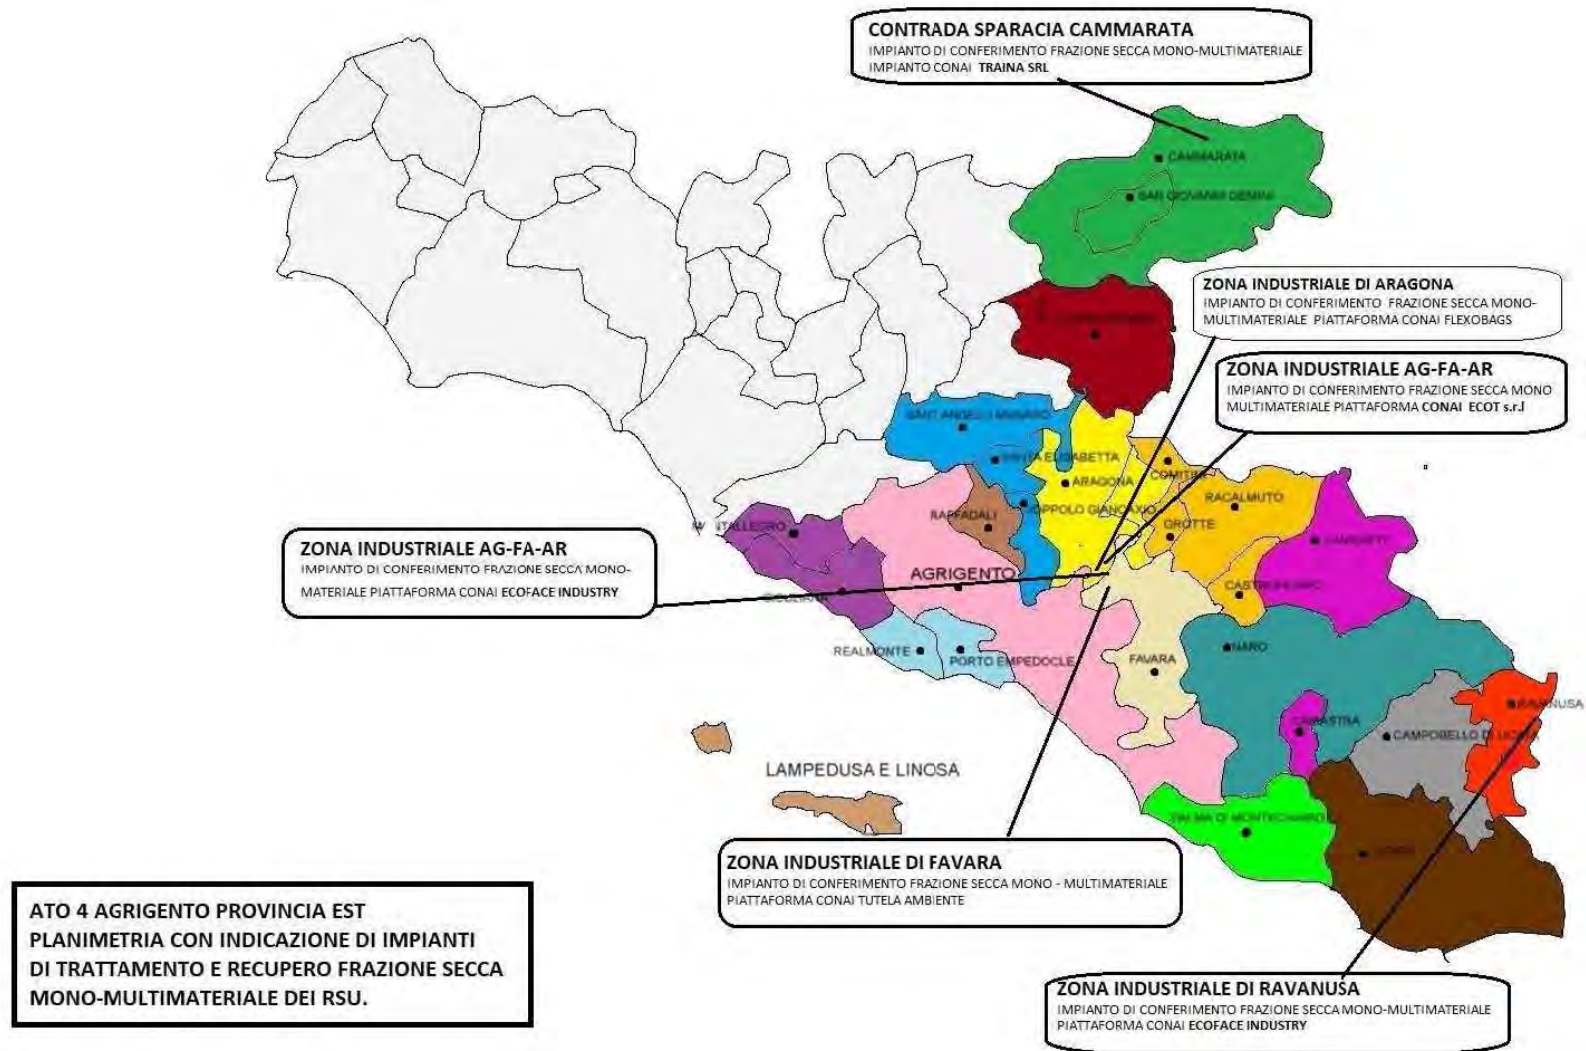 CONTRADA SPARACIA CAMMARATA
IMPIANTO DI CONFERIMENTO FRAZIONE SECCA MONO-MULTIMATERIALE
IMPIANTO CONAI TRAINA SRL
CAMMARATA
SAN GIOVANNI GEMINI
ZONA INDUSTRIALE DI ARAGONA
IMPIANTO DI CONFERIMENTO FRAZIONE SECCA MONO-
MULTIMATERIALE PIATTAFORMA CONAI FLEXOBAGS
ZONA INDUSTRIALE AG-FA-AR
IMPIANTO DI CONFERIMENTO FRAZIONE SECCA MONO
MULTIMATERIALE PIATTAFORMA CONAI ECOT s.r.l
SANT'ANGELO MUXARO
SANTA ELISABETTA
ARAGONA
COMITINI
JOPPOLO GIANCAXIO
RACALMUTO
RAFFADALI
GROTTE
ZONA INDUSTRIALE AG-FA-AR
IMPIANTO DI CONFERIMENTO FRAZIONE SECCA MONO-
MATERIALE PIATTAFORMA CONAI ECOFACE INDUSTRY
AGRIGENTO
REALMONTE
PORTO EMPEDOCLE
FAVARA
NARO
RAVANUSA
CAMASTRA
CAMPOBELLO DI LICATA
LAMPEDUSA E LINOSA
PALMA DI MONTECHIARO
ZONA INDUSTRIALE DI FAVARA
IMPIANTO DI CONFERIMENTO FRAZIONE SECCA MONO - MULTIMATERIALE
PIATTAFORMA CONAI TUTELA AMBIENTE
ATO 4 AGRIGENTO PROVINCIA EST
PLANIMETRIA CON INDICAZIONE DI IMPIANTI
DI TRATTAMENTO E RECUPERO FRAZIONE SECCA
MONO-MULTIMATERIALE DEI RSU.
ZONA INDUSTRIALE DI RAVANUSA
IMPIANTO DI CONFERIMENTO FRAZIONE SECCA MONO-MULTIMATERIALE
PIATTAFORMA CONAI ECOFACE INDUSTRY